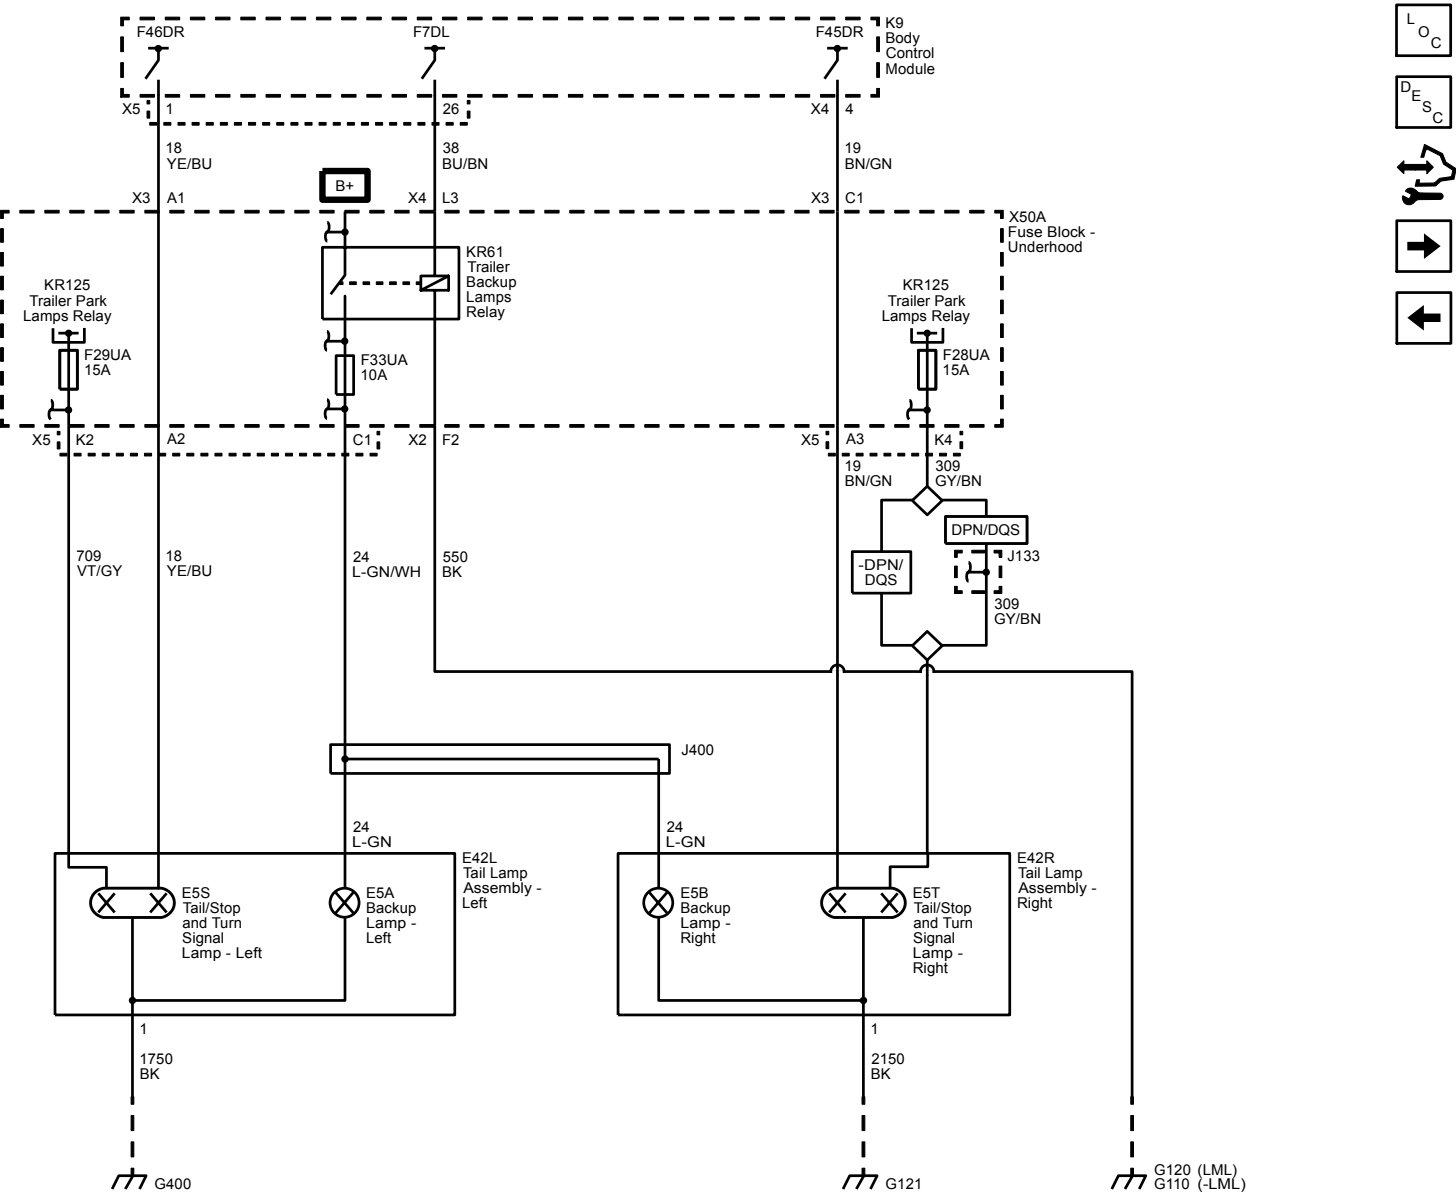 F46DR
F7DL
F45DR
K9
Body
Control
Module
L
O
C
D
E
S
C
X5
1
26
X4
4
18
YE/BU
38
BU/BN
19
BN/GN
B+
X3
A1
X4
L3
X3
C1
X50A
Fuse Block -
Underhood
KR61
Trailer
Backup
Lamps
Relay
KR125
Trailer Park
Lamps Relay
KR125
Trailer Park
Lamps Relay
F29UA
15A
F33UA
10A
F28UA
15A
X5
K2
A2
C1
X2
F2
X5
A3
K4
19
BN/GN
309
GY/BN
DPN/DQS
-DPN/
DQS
J133
309
GY/BN
709
VT/GY
18
YE/BU
24
L-GN/WH
550
BK
J400
24
L-GN
24
L-GN
E42L
Tail Lamp
Assembly -
Left
E42R
Tail Lamp
Assembly -
Right
E5S
Tail/Stop
and Turn
Signal
Lamp - Left
E5A
Backup
Lamp -
Left
E5B
Backup
Lamp -
Right
E5T
Tail/Stop
and Turn
Signal
Lamp -
Right
1
1750
BK
1
2150
BK
G400
G121
G120 (LML)
G110 (-LML)